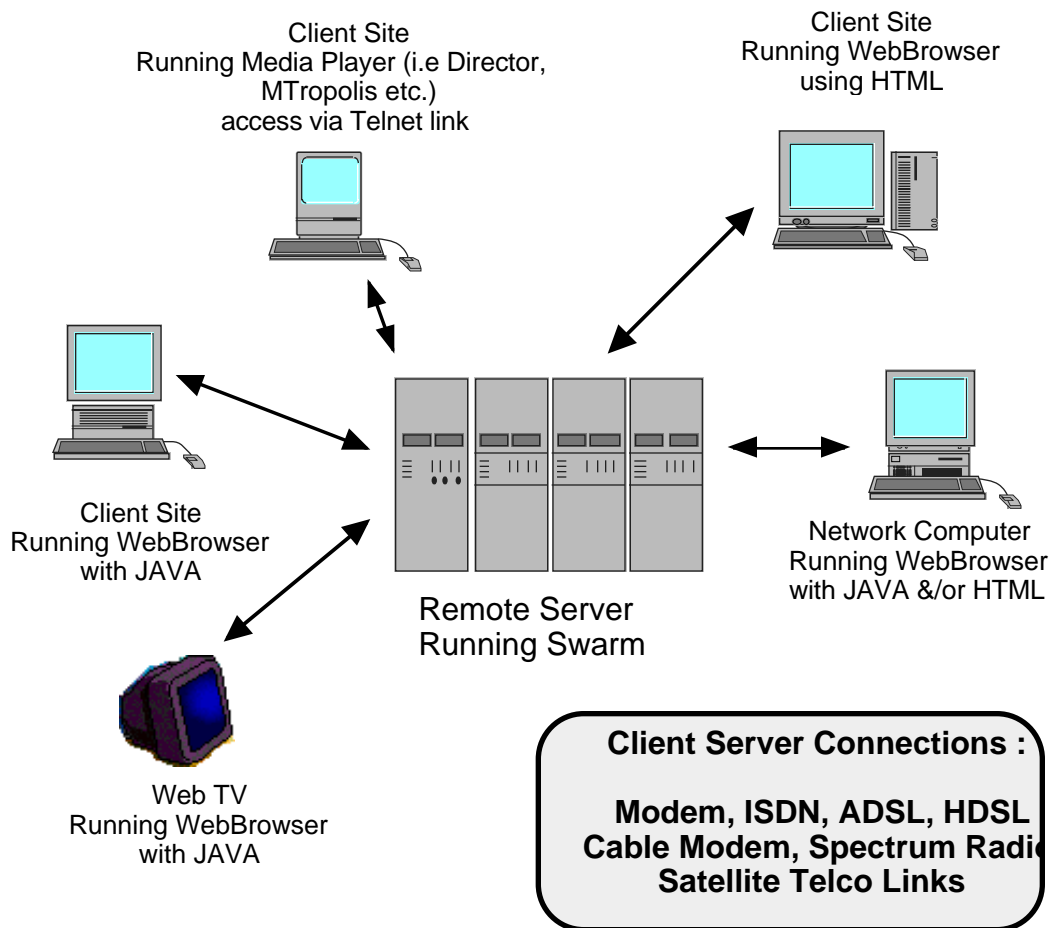 Client Site
Running Media Player (i.e Director,
MTropolis etc.)
access via Telnet link
Client Site
Running WebBrowser
using HTML
Client Site
Running WebBrowser
with JAVA
Network Computer
Running WebBrowser
with JAVA &/or HTML
Remote Server
Running Swarm
Web TV
Running WebBrowser
with JAVA
Client Server Connections :
Modem, ISDN, ADSL, HDSL
Cable Modem, Spectrum Radio
Satellite Telco Links